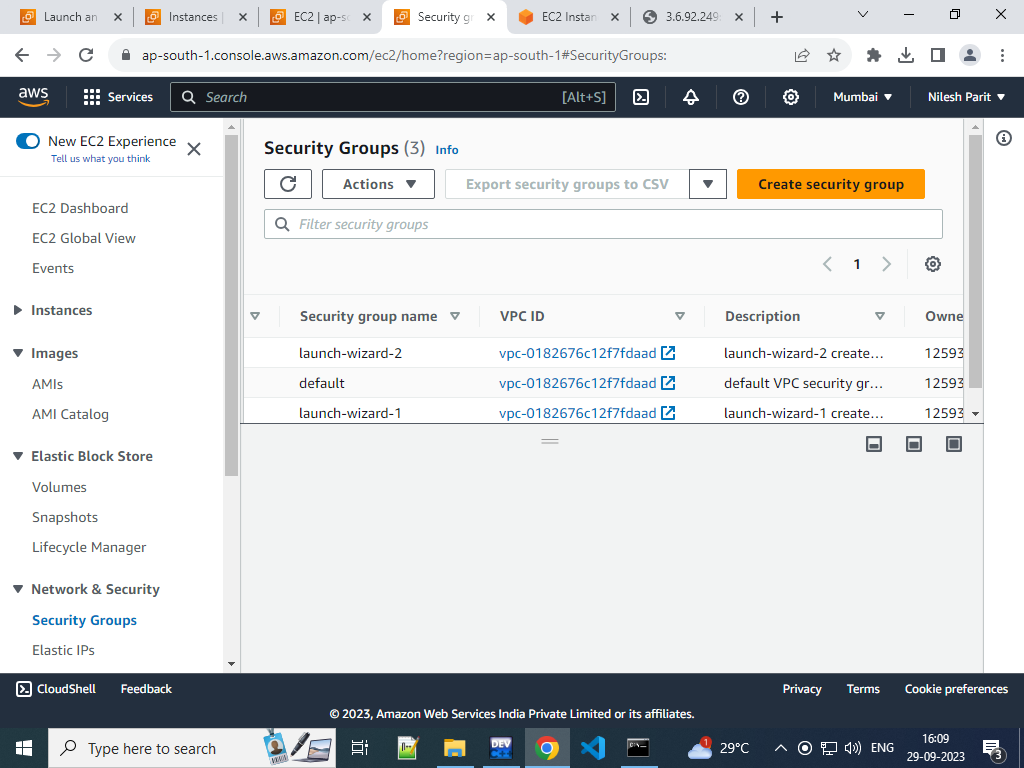 Launch an
Instances |
EC2 | ap-so
Security gr
EC2 Instan
3.6.92.249
ap-south-1.console.aws.amazon.com/ec2/home?region=ap-south-1#SecurityGroups:
aws
Services
Search
[Alt+S]
Mumbai
Nilesh Parit
New EC2 Experience
Tell us what you think
EC2 Dashboard
EC2 Global View
Events
Instances
Images
AMIs
AMI Catalog
Elastic Block Store
Volumes
Snapshots
Lifecycle Manager
Network & Security
Security Groups
Elastic IPs
Security Groups (3) Info
Actions
Export security groups to CSV
Create security group
Filter security groups
1
Security group name VPC ID Description Owne
launch-wizard-2 vpc-0182676c12f7fdaad launch-wizard-2 create... 12593
default vpc-0182676c12f7fdaad default VPC security gr... 12593
launch-wizard-1 vpc-0182676c12f7fdaad launch-wizard-1 create... 12593
CloudShell
Feedback
Privacy
Terms
Cookie preferences
© 2023, Amazon Web Services India Private Limited or its affiliates.
Type here to search
DEV
1
29°C
ENG
16:09
29-09-2023
3